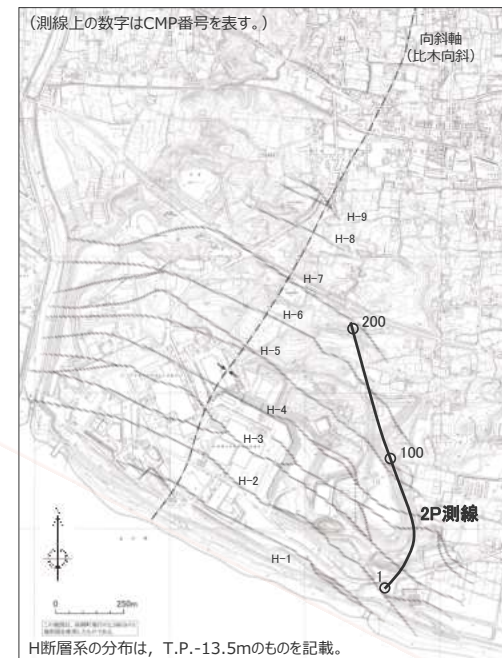 (測線上の数字はCMP番号を表す。)
向斜軸
(比木向斜)
H-9
H-8
H-7
H-6
200
H-5
H-4
H-3
100
H-2
2P測線
H-1
1
0 250m
H断層系の分布は, T.P.-13.5mのものを記載。